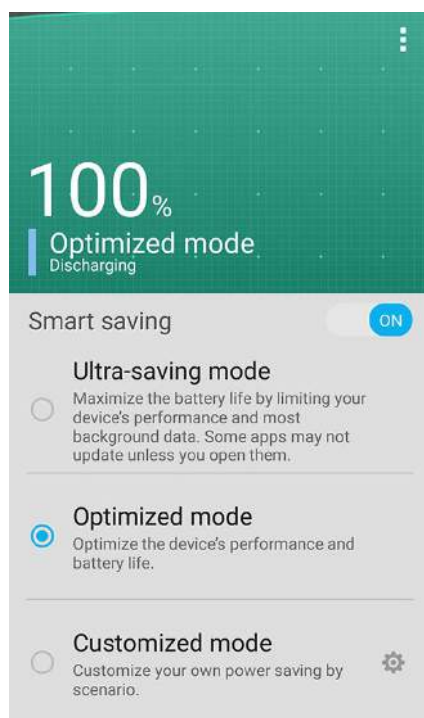 100%
Optimized mode
Discharging
Smart saving
ON
Ultra-saving mode
Maximize the battery life by limiting your
device's performance and most
background data. Some apps may not
update unless you open them.
Optimized mode
Optimize the device's performance and
battery life.
Customized mode
Customize your own power saving by
scenario.